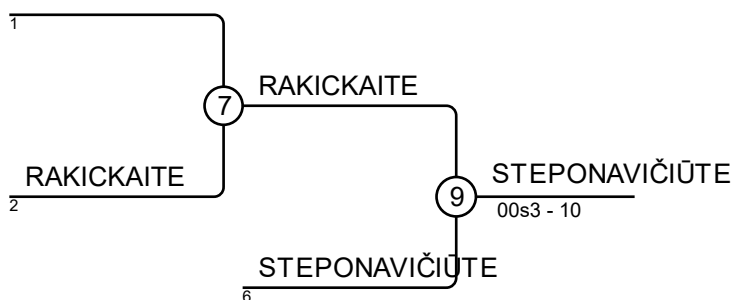 1
RAKICKAITE
7
RAKICKAITE
2
STEPONAVIČIŪTE
9
00s3 - 10
STEPONAVIČIŪTE
6